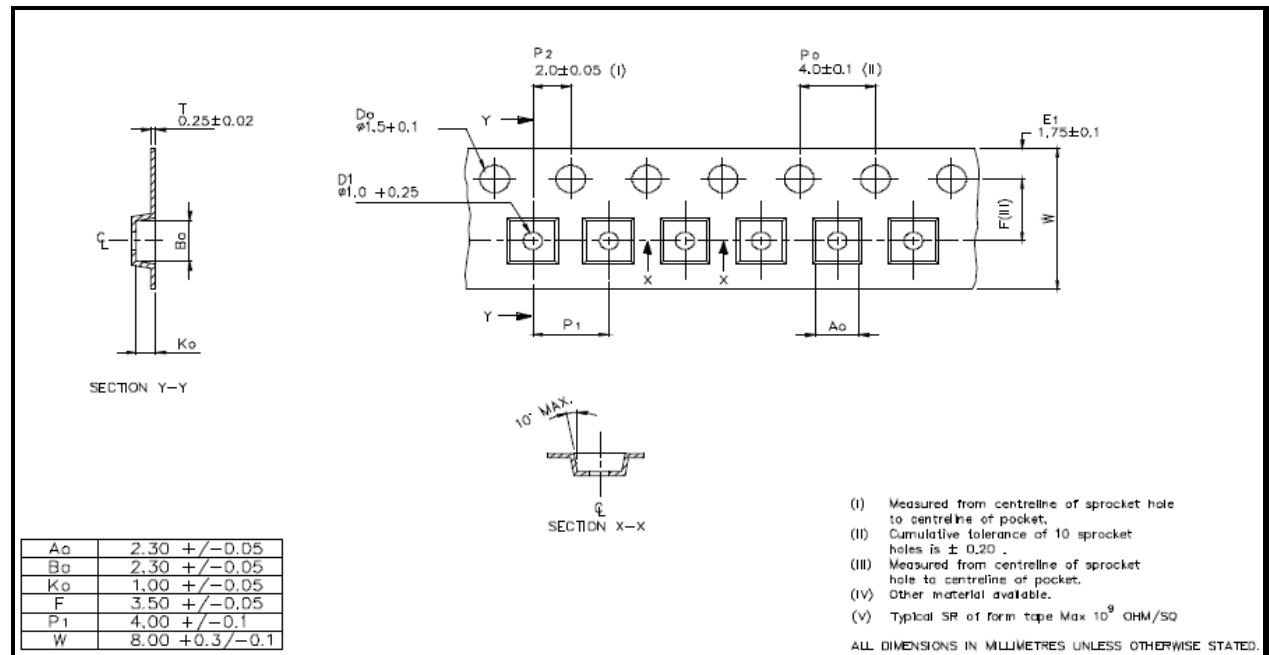 P2
2.0±0.05 (I)
Po
4.0±0.1 (II)
T
0.25±0.02
Do
ø1.5+0.1
Y
E1
1.75±0.1
D1
ø1.0 +0.25
F(III)
W
Bo
℄
X
X
Y
P1
Ao
Ko
SECTION Y-Y
10° MAX.
℄
SECTION X-X
Ao 2.30 +/-0.05
Bo 2.30 +/-0.05
Ko 1.00 +/-0.05
F 3.50 +/-0.05
P1 4.00 +/-0.1
W 8.00 +0.3/-0.1
(I) Measured from centreline of sprocket hole
to centreline of pocket.
(II) Cumulative tolerance of 10 sprocket
holes is ± 0.20 .
(III) Measured from centreline of sprocket
hole to centreline of pocket.
(IV) Other material available.
(V) Typical SR of form tape Max 10⁹ OHM/SQ
ALL DIMENSIONS IN MILLIMETRES UNLESS OTHERWISE STATED.